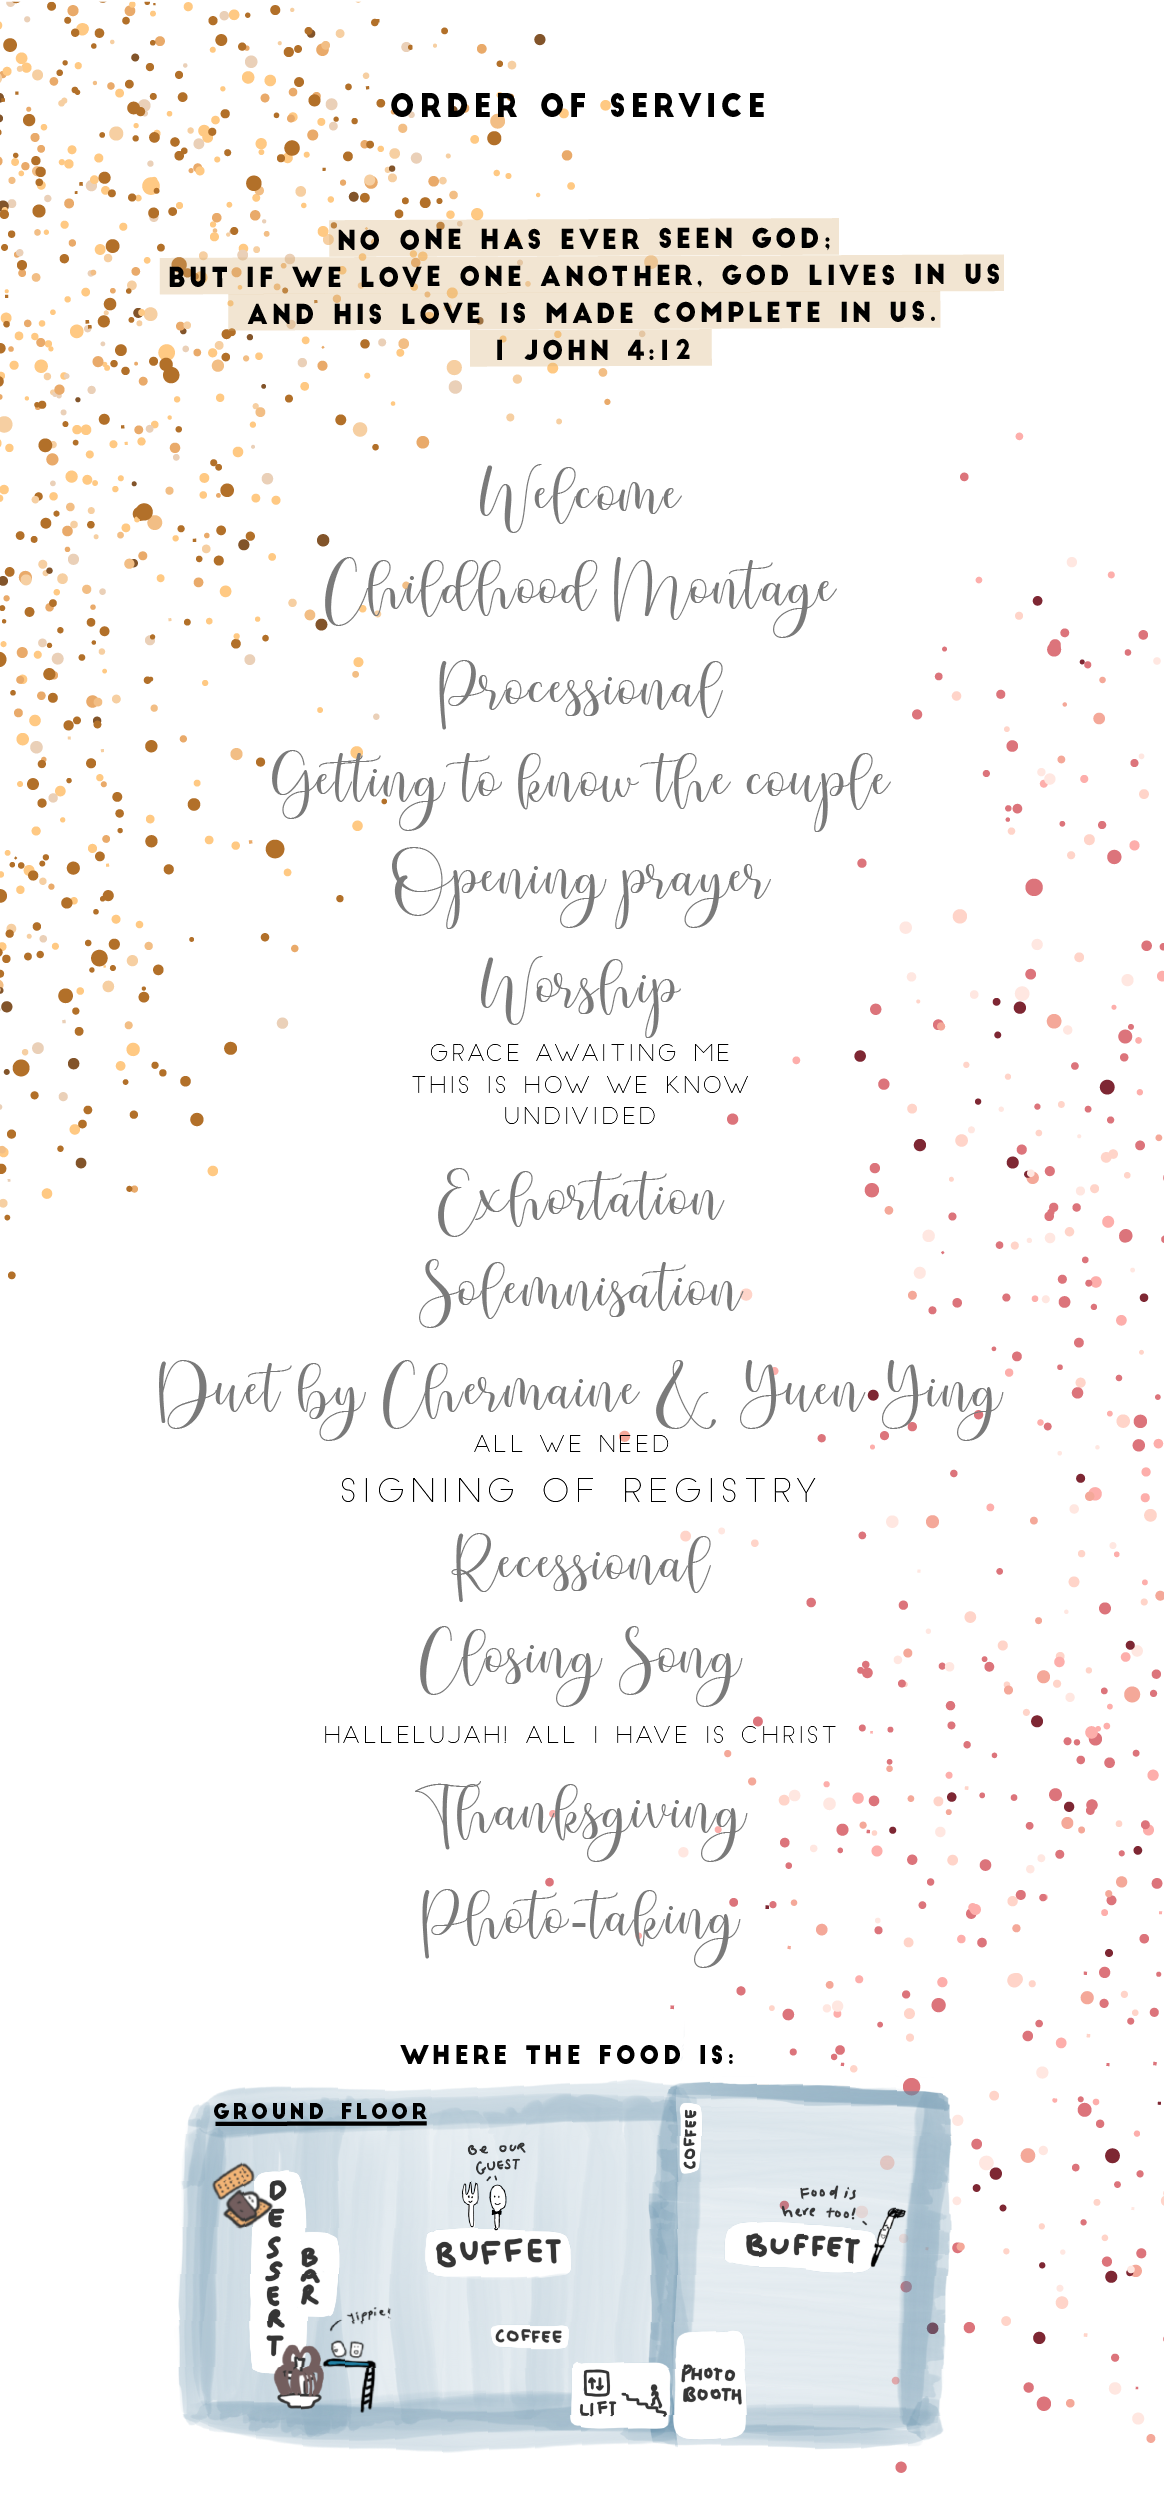 ORDER OF SERVICE
NO ONE HAS EVER SEEN GOD;
BUT IF WE LOVE ONE ANOTHER, GOD LIVES IN US
AND HIS LOVE IS MADE COMPLETE IN US.
1 JOHN 4:12
Welcome
Childhood Montage
Processional
Getting to know the couple
Opening prayer
Worship
GRACE AWAITING ME
THIS IS HOW WE KNOW
UNDIVIDED
Exhortation
Solemnisation
Duet by Chermaine & Yuen Ying
ALL WE NEED
SIGNING OF REGISTRY
Recessional
Closing Song
HALLELUJAH! ALL I HAVE IS CHRIST
Thanksgiving
Photo-taking
WHERE THE FOOD IS:
GROUND FLOOR
DESSERT
BAR
Yippie!
Be our
GUEST
BUFFET
COFFEE
LIFT
COFFEE
Food is
here too!
BUFFET
PHOTO
BOOTH